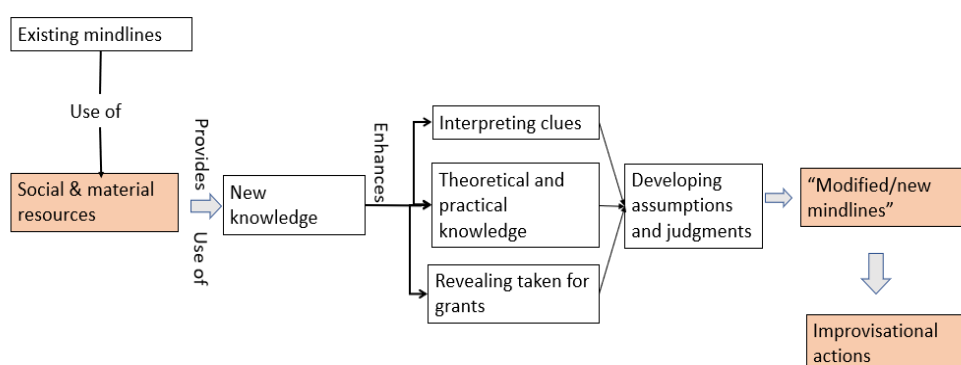 Existing mindlines
Use of
Social & material
resources
Provides
Use of
New
knowledge
Enhances
Interpreting clues
Theoretical and
practical
knowledge
Revealing taken for
grants
Developing
assumptions
and judgments
“Modified/new
mindlines”
Improvisational
actions